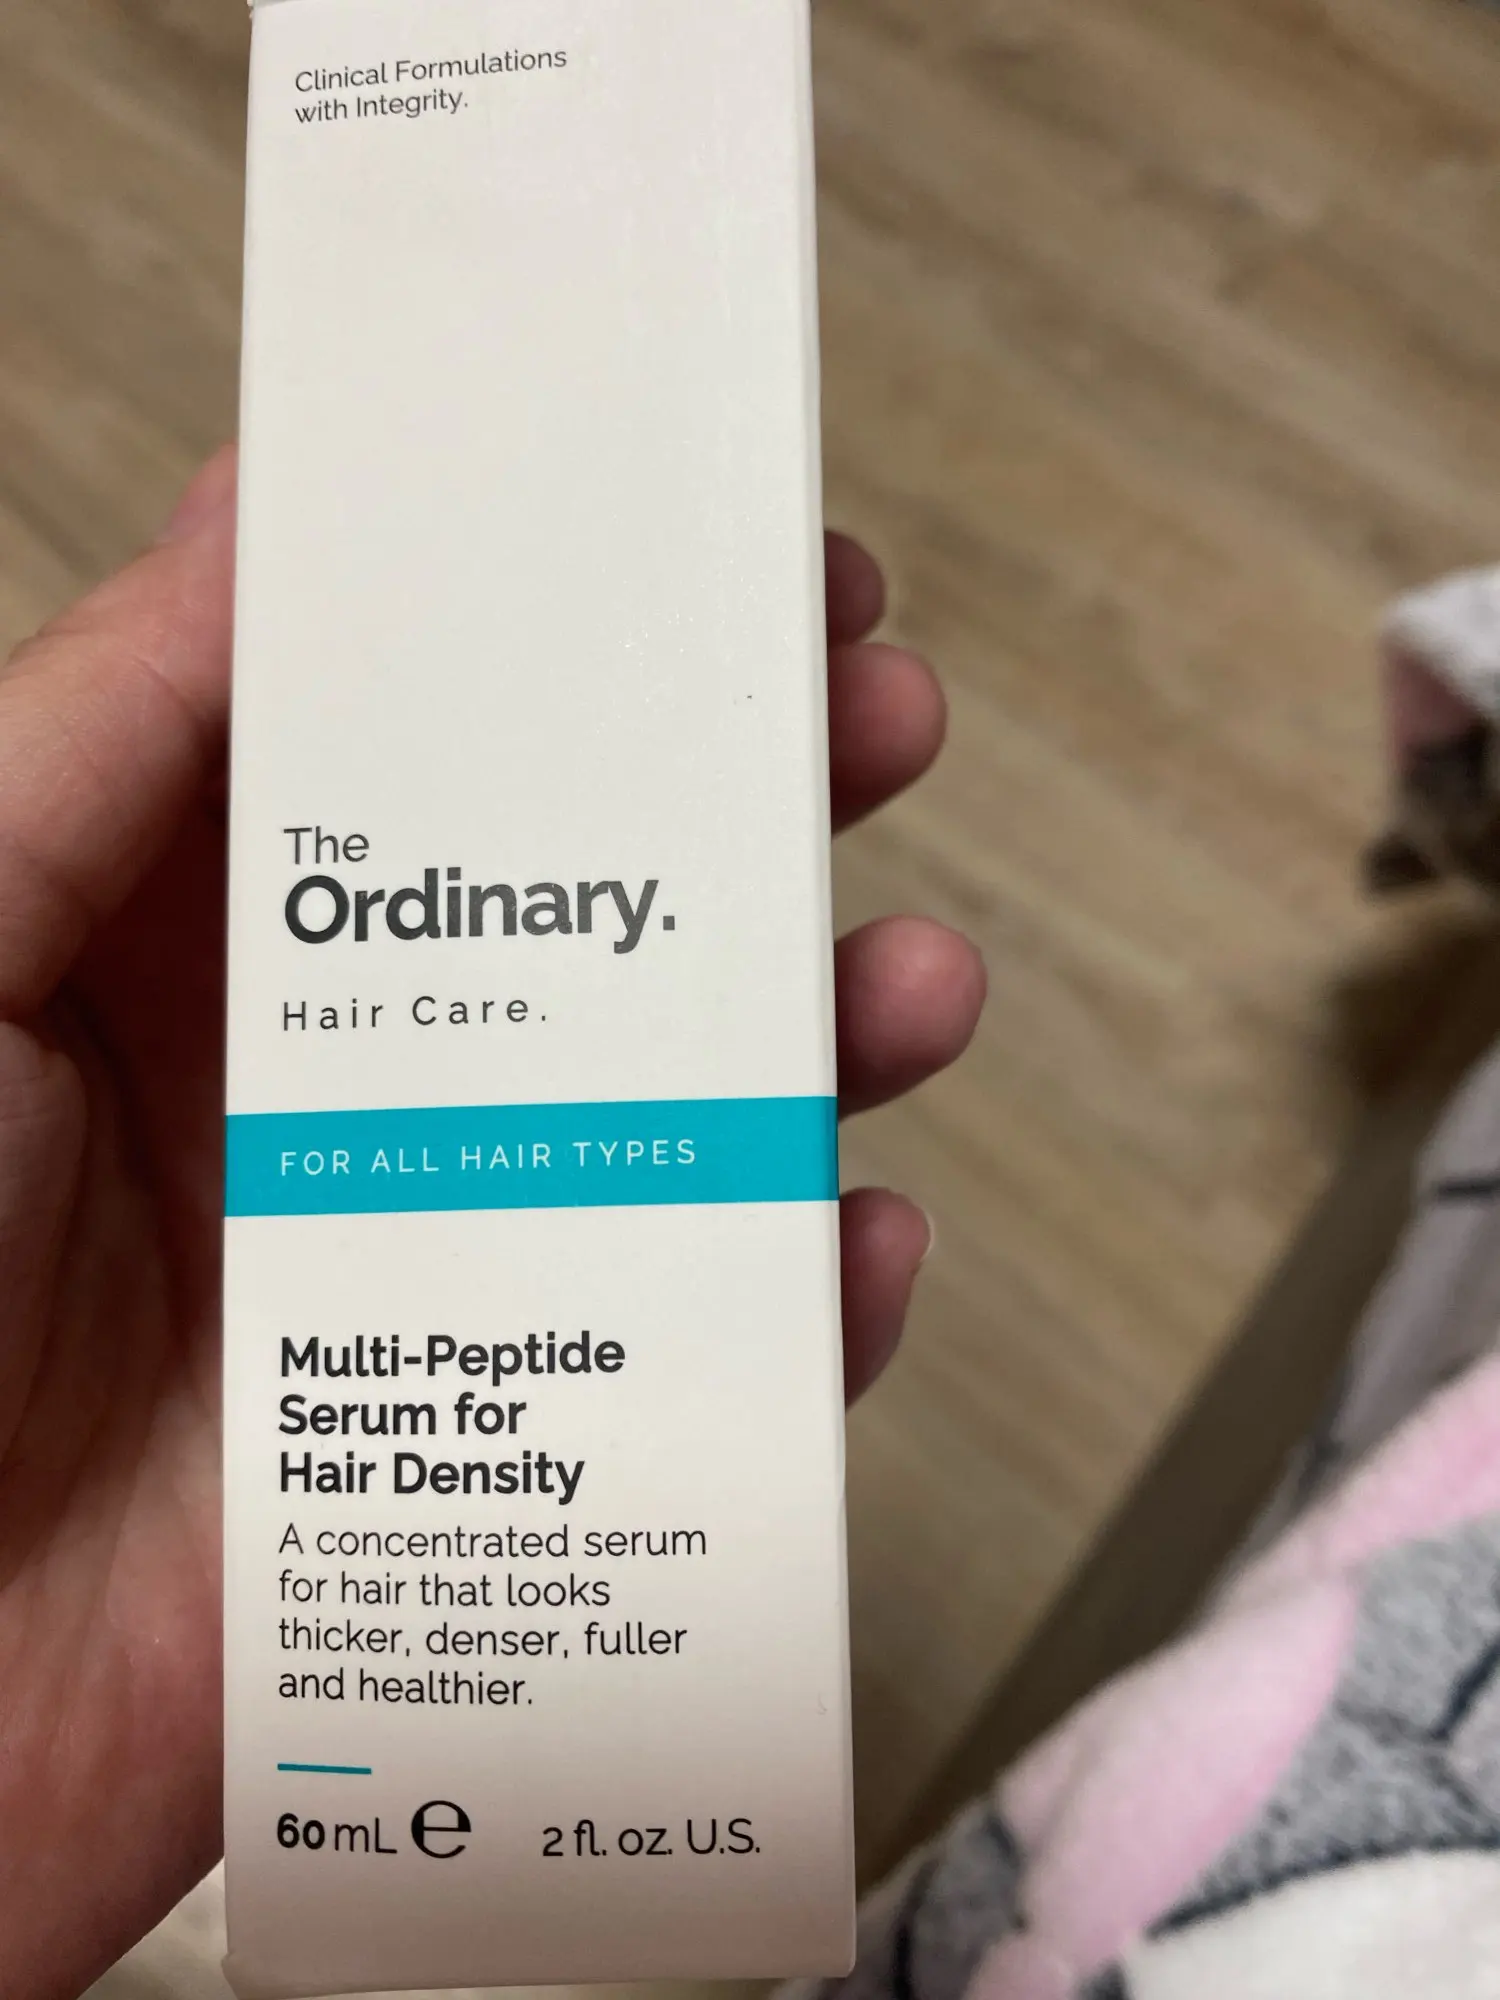 Clinical Formulations
with Integrity.
The
Ordinary.
Hair Care.
FOR ALL HAIR TYPES
Multi-Peptide
Serum for
Hair Density
A concentrated serum
for hair that looks
thicker, denser, fuller
and healthier.
60 mL ℮ 2 fl. oz. U.S.